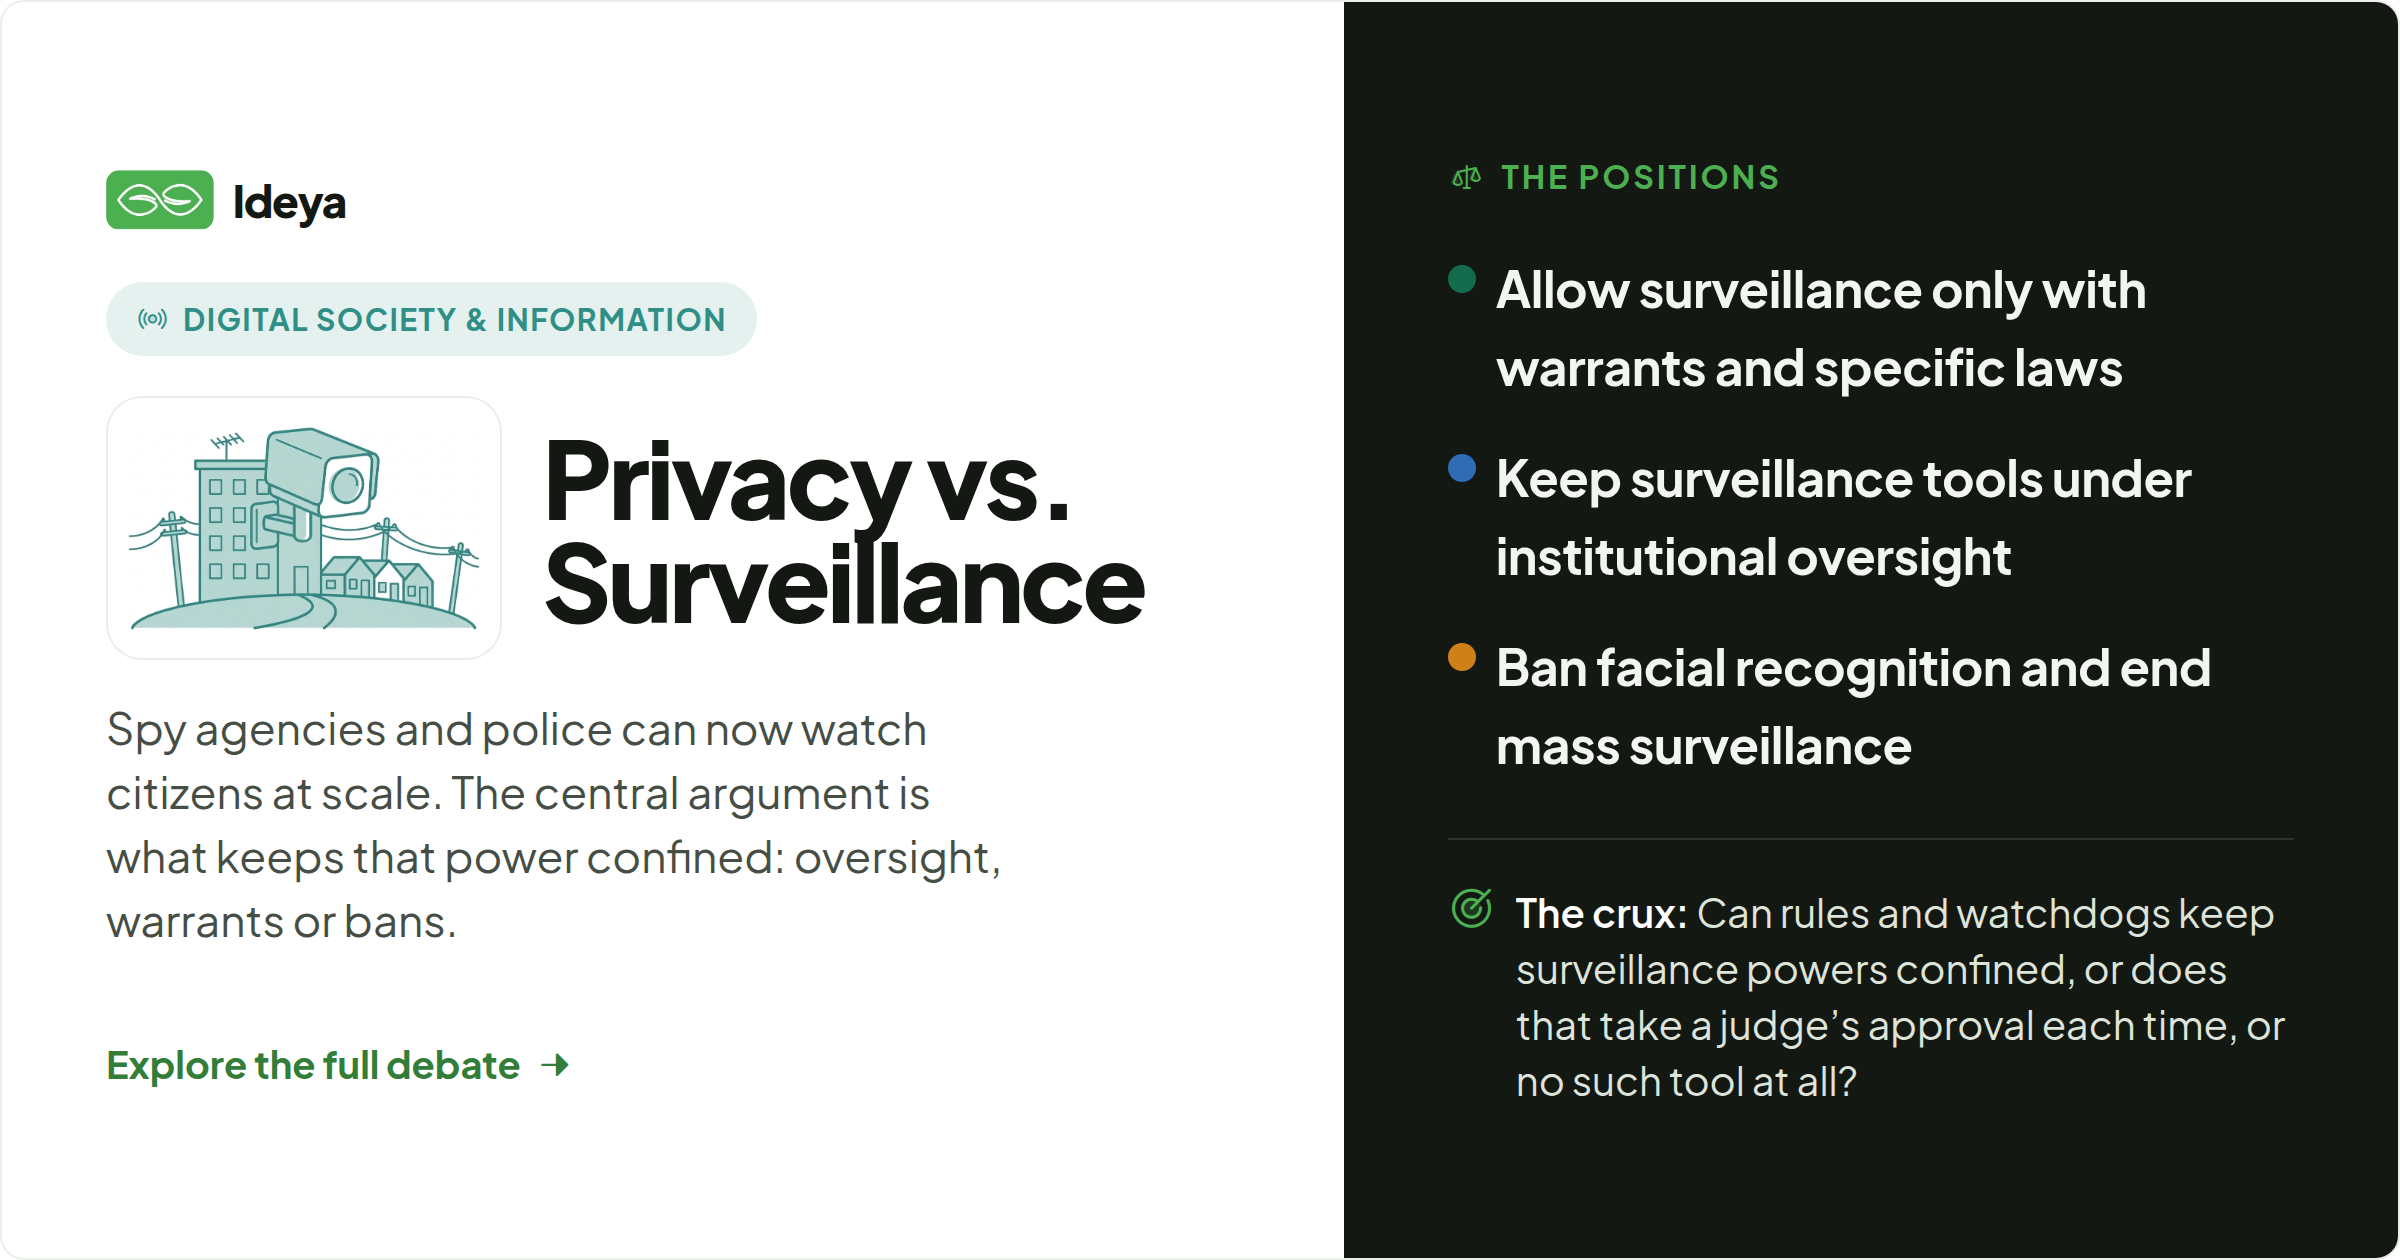 Ideya
DIGITAL SOCIETY & INFORMATION
Privacy vs.
Surveillance
Spy agencies and police can now watch
citizens at scale. The central argument is
what keeps that power confined: oversight,
warrants or bans.
Explore the full debate
THE POSITIONS
Allow surveillance only with
warrants and specific laws
Keep surveillance tools under
institutional oversight
Ban facial recognition and end
mass surveillance
The crux: Can rules and watchdogs keep
surveillance powers confined, or does
that take a judge’s approval each time, or
no such tool at all?